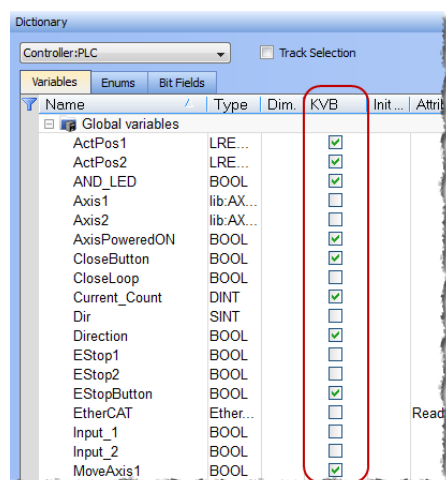 Dictionary
Controller:PLC Track Selection
Variables Enums Bit Fields
Name Type Dim. KVB Init ... Attrib
Global variables
ActPos1 LRE...
ActPos2 LRE...
AND_LED BOOL
Axis1 lib:AX...
Axis2 lib:AX...
AxisPoweredON BOOL
CloseButton BOOL
CloseLoop BOOL
Current_Count DINT
Dir SINT
Direction BOOL
EStop1 BOOL
EStop2 BOOL
EStopButton BOOL
EtherCAT Ether... Read
Input_1 BOOL
Input_2 BOOL
MoveAxis1 BOOL